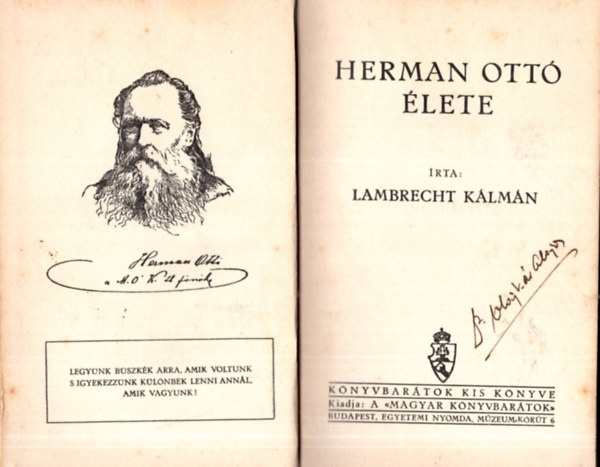 Herman Ottó
a M. O. K.
LEGYÜNK BÜSZKÉK ARRA, AMIK VOLTUNK
S IGYEKEZZÜNK KÜLÖNBEK LENNI ANNÁL,
AMIK VAGYUNK!
HERMAN OTTÓ
ÉLETE
ÍRTA:
LAMBRECHT KÁLMÁN
KÖNYVBARÁTOK KIS KÖNYVE
Kiadja: A «MAGYAR KÖNYVBARÁTOK»
BUDAPEST, EGYETEMI NYOMDA, MÚZEUM-KÖRÚT 6